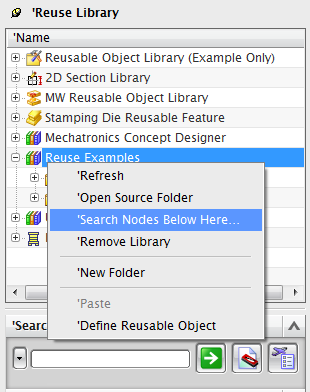 'Reuse Library
'Name
Reusable Object Library (Example Only)
2D Section Library
MW Reusable Object Library
Stamping Die Reusable Feature
Mechatronics Concept Designer
Reuse Examples
'Refresh
'Open Source Folder
'Search Nodes Below Here...
'Remove Library
'New Folder
'Paste
'Define Reusable Object
'Search